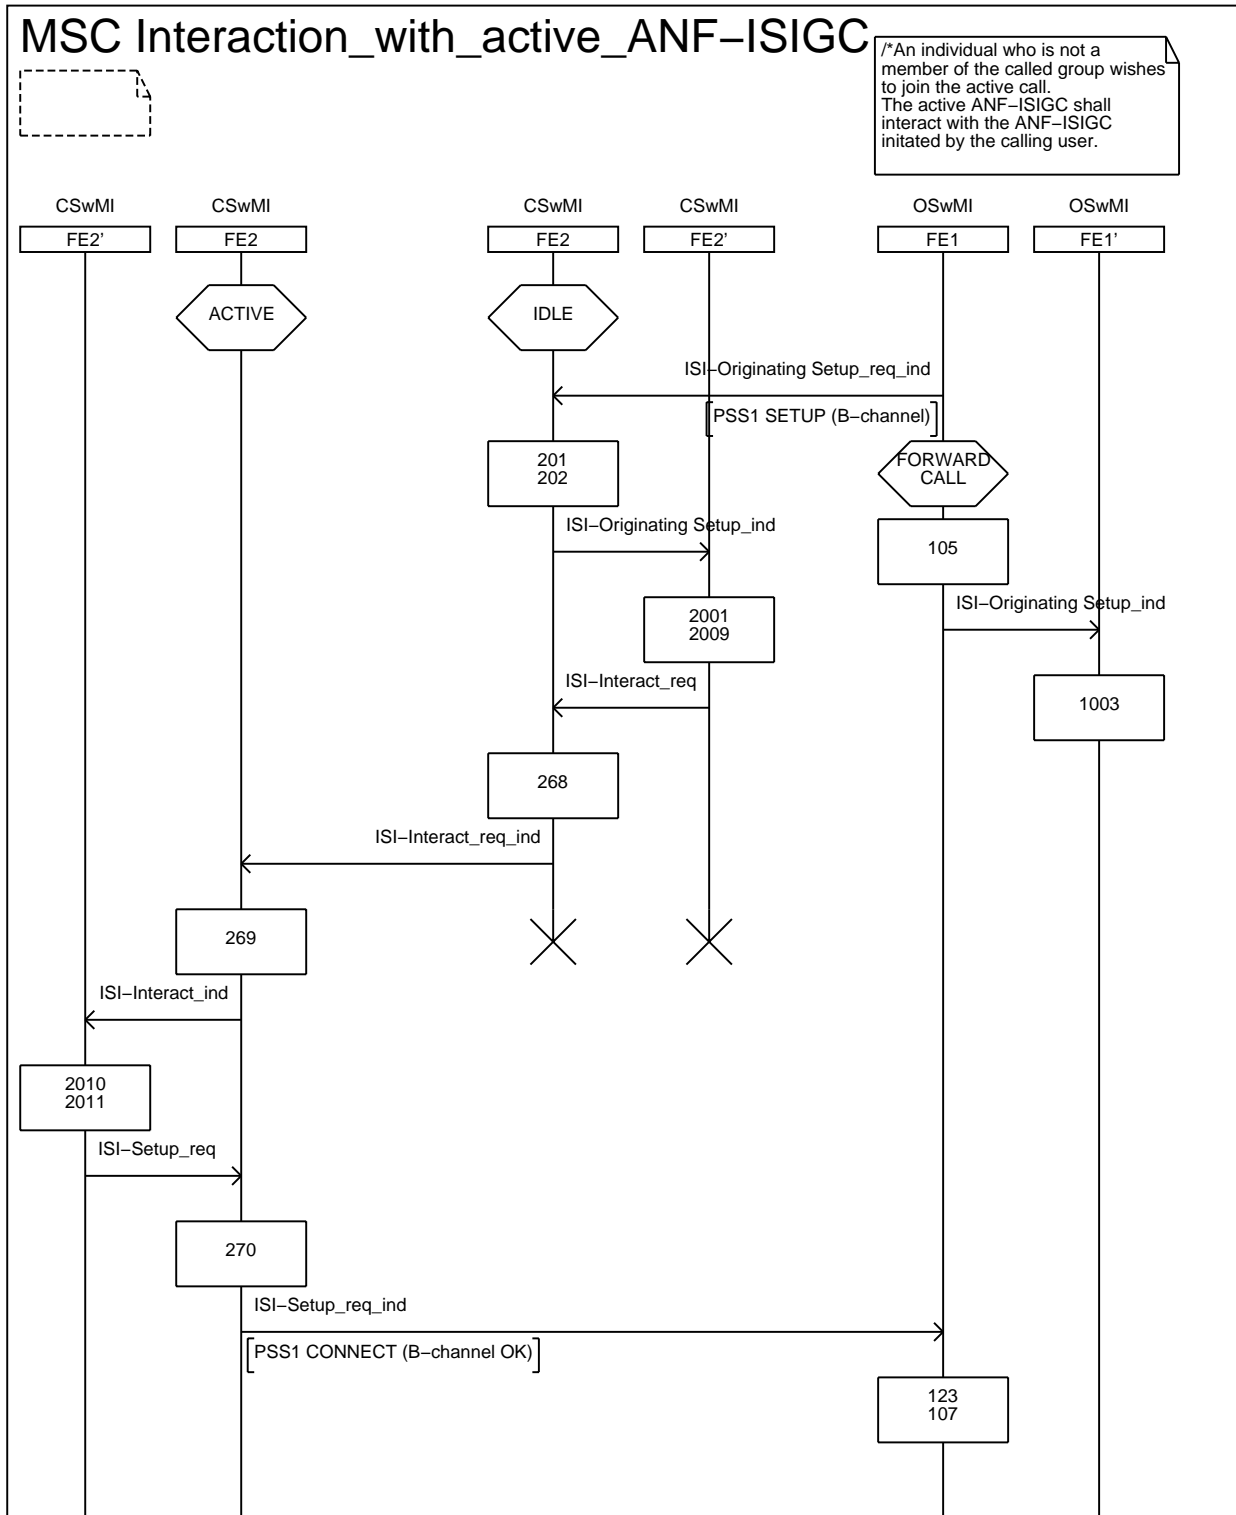 MSC Interaction_with_active_ANF−ISIGC
/*An individual who is not a
member of the called group wishes
to join the active call.
The active ANF−ISIGC shall
interact with the ANF−ISIGC
initated by the calling user.
CSwMI
CSwMI
CSwMI
CSwMI
OSwMI
OSwMI
FE2'
FE2
FE2
FE2'
FE1
FE1'
ACTIVE
IDLE
ISI−Originating Setup_req_ind
PSS1 SETUP (B−channel)
201
202
FORWARD
CALL
ISI−Originating Setup_ind
105
ISI−Originating Setup_ind
2001
2009
ISI−Interact_req
1003
268
ISI−Interact_req_ind
269
ISI−Interact_ind
2010
2011
ISI−Setup_req
270
ISI−Setup_req_ind
PSS1 CONNECT (B−channel OK)
123
107